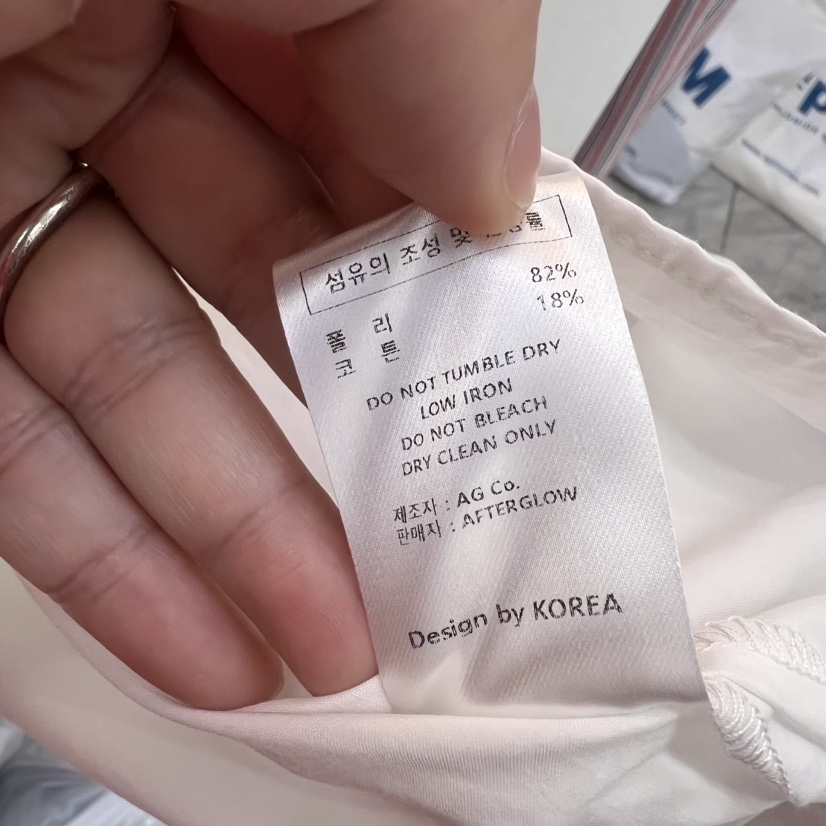 섬유의 조성 및
폴 리 82%
코 튼 18%
DO NOT TUMBLE DRY
LOW IRON
DO NOT BLEACH
DRY CLEAN ONLY
제조자 : AG Co.
판매자 : AFTERGLOW
Design by KOREA
M